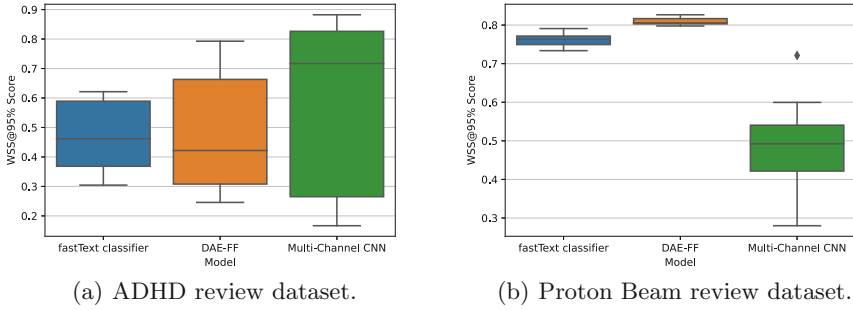 0.9
0.8
0.7
0.6
0.5
0.4
0.3
0.2
WSS@95% Score
fastText classifier DAE-FF Multi-Channel CNN
Model
(a) ADHD review dataset.
0.8
0.7
0.6
0.5
0.4
0.3
WSS@95% Score
fastText classifier DAE-FF Multi-Channel CNN
Model
(b) Proton Beam review dataset.